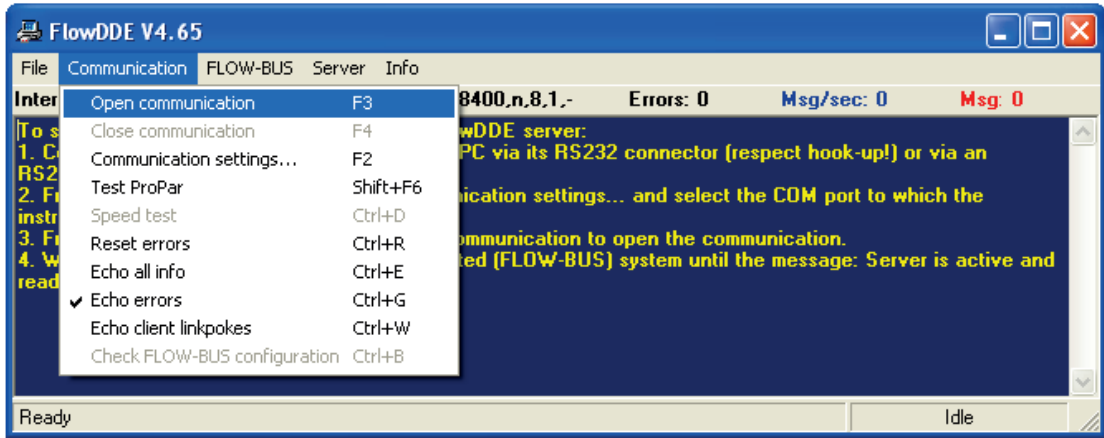 FlowDDE V4.65
File Communication FLOW-BUS Server Info
Inter 8400,n,8,1,- Errors: 0 Msg/sec: 0 Msg: 0
Open communication F3
Close communication F4
Communication settings... F2
Test ProPar Shift+F6
Speed test Ctrl+D
Reset errors Ctrl+R
Echo all info Ctrl+E
Echo errors Ctrl+G
Echo client linkpokes Ctrl+W
Check FLOW-BUS configuration Ctrl+B
To s wDDE server:
1. C PC via its RS232 connector (respect hook-up!) or via an
RS2
2. Fr ication settings... and select the COM port to which the
instr
3. Fr ommunication to open the communication.
4. W ted (FLOW-BUS) system until the message: Server is active and
read
Ready Idle